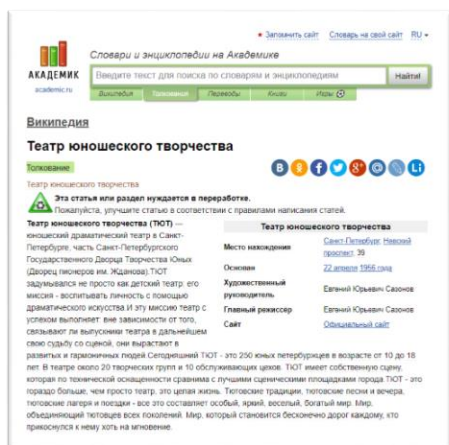 Запомнить сайт Словарь на свой сайт RU
Словари и энциклопедии на Академике
АКАДЕМИК
academic.ru
Введите текст для поиска по словарям и энциклопедиям Найти!
Википедия Толкования Переводы Книги Игры
Википедия
Театр юношеского творчества
Толкование
Театр юношеского творчества
Эта статья или раздел нуждается в переработке.
Пожалуйста, улучшите статью в соответствии с правилами написания статей.
Театр юношеского творчества (ТЮТ) —
юношеский драматический театр в Санкт-
Петербурге, часть Санкт-Петербургского
Государственного Дворца Творчества Юных
(Дворец пионеров им. Жданова).ТЮТ
задумывался не просто как детский театр: его
миссия - воспитывать личность с помощью
драматического искусства.И эту миссию театр с
успехом выполняет: вне зависимости от того,
связывают ли выпускники театра в дальнейшем
свою судьбу со сценой, они вырастают в
Театр юношеского творчества
Место нахождения Санкт-Петербург, Невский
проспект, 39
Основан 22 апреля 1956 года
Художественный
руководитель Евгений Юрьевич Сазонов
Главный режиссёр Евгений Юрьевич Сазонов
Сайт Официальный сайт
развитых и гармоничных людей.Сегодняшний ТЮТ - это 250 юных петербуржцев в возрасте от 10 до 18
лет. В театре около 20 творческих групп и 10 обслуживающих цехов. ТЮТ имеет собственную сцену,
которая по технической оснащенности сравнима с лучшими сценическими площадками города.ТЮТ - это
гораздо больше, чем просто театр, это целая жизнь. Тютовские традиции, тютовские песни и вечера,
тютовские лагеря и поездки - все это составляет особый, яркий, веселый, богатый мир. Мир,
объединяющий тютовцев всех поколений. Мир, который становится бесконечно дорог каждому, кто
прикоснулся к нему хоть на мгновение.